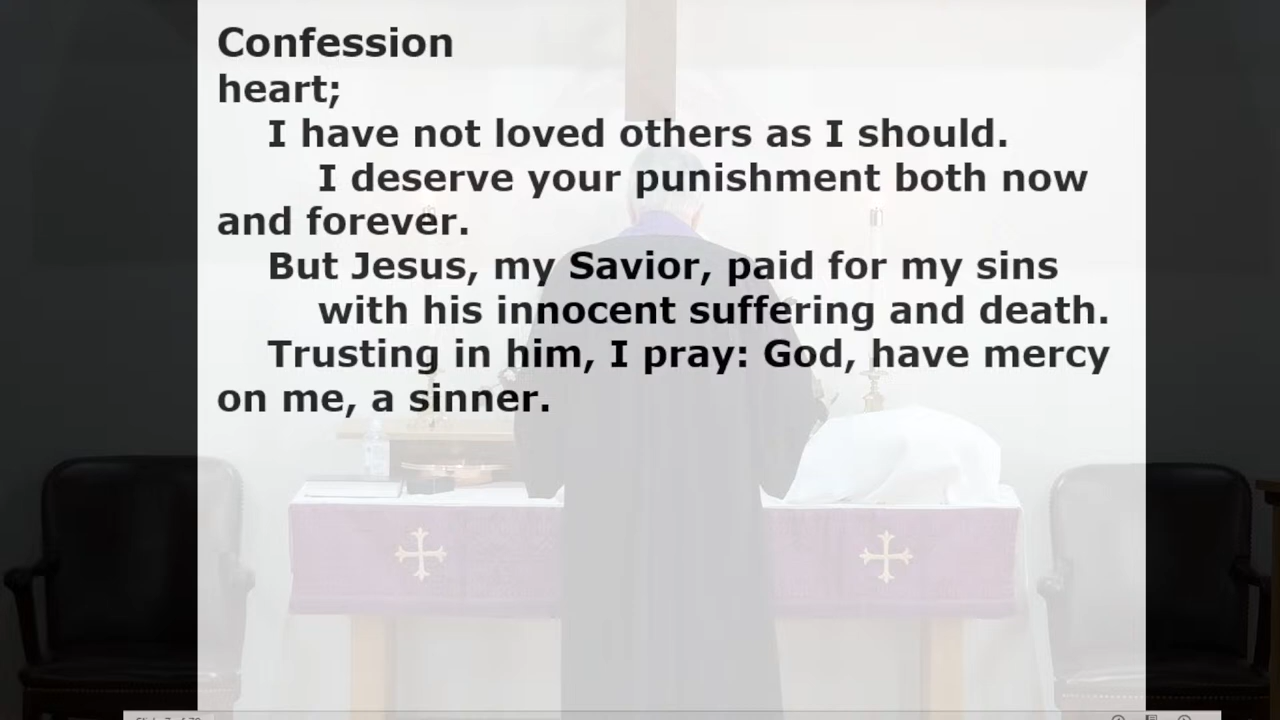 Confession
heart;
I have not loved others as I should.
I deserve your punishment both now
and forever.
But Jesus, my Savior, paid for my sins
with his innocent suffering and death.
Trusting in him, I pray: God, have mercy
on me, a sinner.